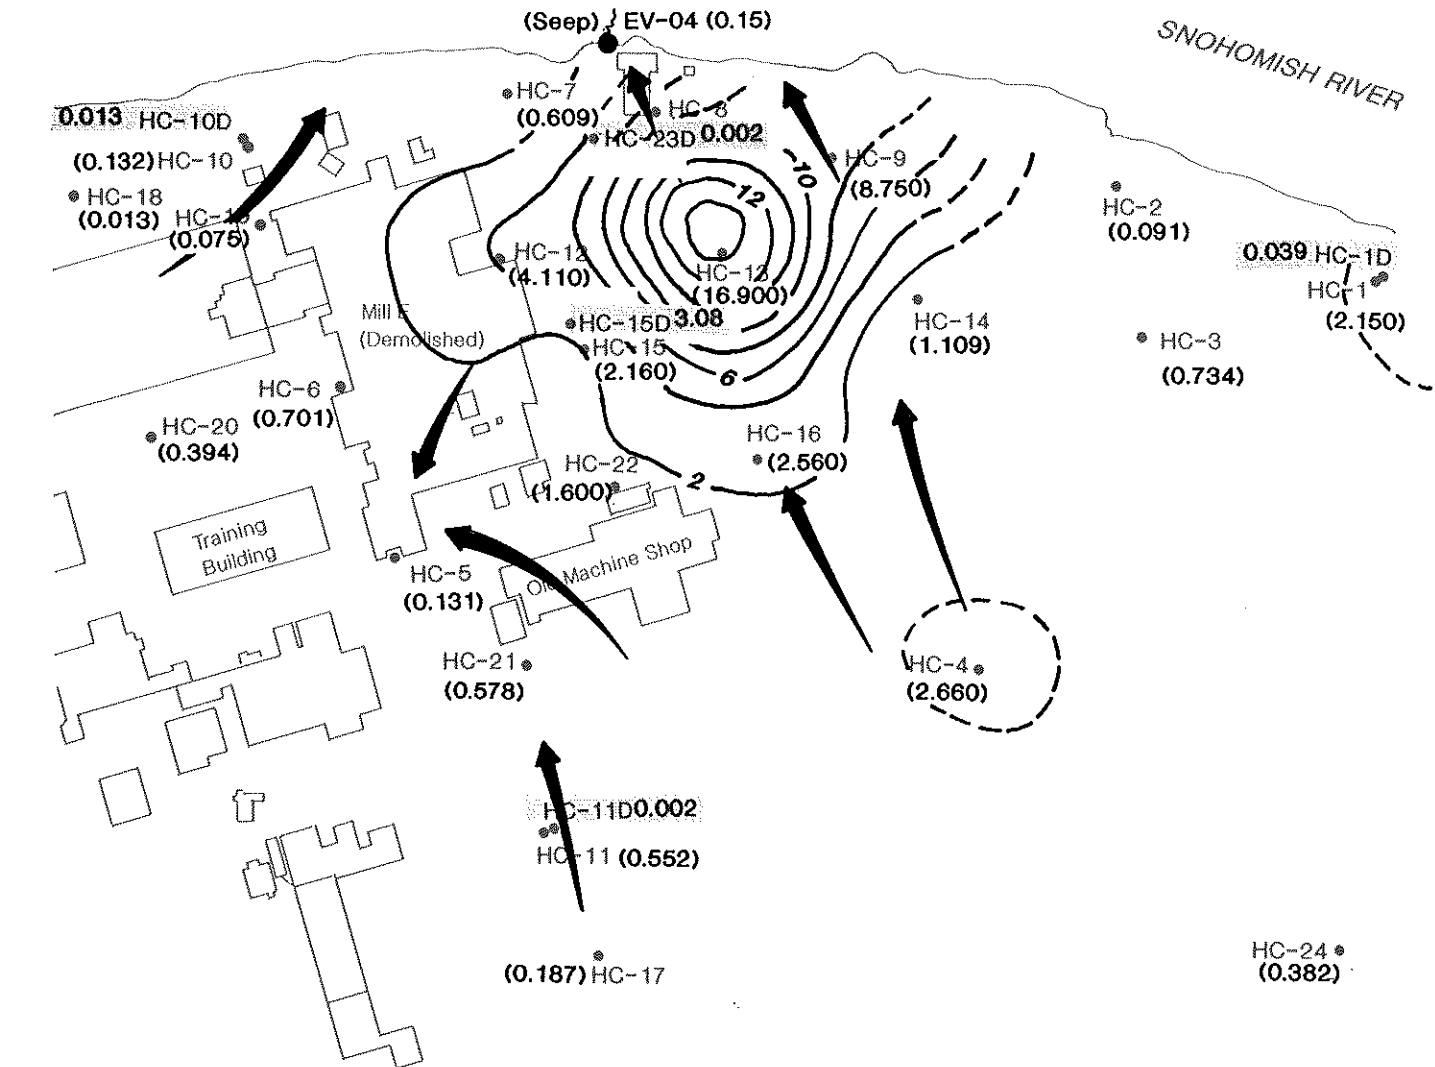 (Seep) EV-04 (0.15)
SNOHOMISH RIVER
HC-7
(0.609)
HC-8
HC-23D 0.002
0.013 HC-10D
(0.132) HC-10
HC-18
(0.013)
(0.075)
10
12
HC-9
(8.750)
HC-2
(0.091)
0.039 HC-1D
HC-1
(2.150)
HC-12
(4.110)
HC-13
(16.900)
HC-14
(1.109)
HC-3
(0.734)
Mill E
(Demolished)
HC-15D 3.08
HC-15
(2.160)
6
HC-6
(0.701)
HC-20
(0.394)
HC-16
(2.560)
2
HC-22
(1.600)
Training
Building
Old Machine Shop
HC-5
(0.131)
HC-21
(0.578)
HC-4
(2.660)
HC-11D 0.002
HC-11 (0.552)
(0.187) HC-17
HC-24
(0.382)